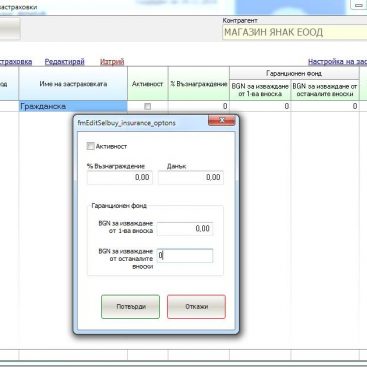 застраховки
Контрагент
МАГАЗИН ЯНАК ЕООД
страховка Редактирай Изтрий Настройка на зас
од Име на застраховката Активност % Възнаграждение Гаранционен фонд
BGN за изваждане от 1-ва вноска BGN за изваждане от останалите вноски
Гражданска 0 0 0
fmEditSelbuy_insurance_optons
Активност
% Възнаграждение Данък
0,00 0,00
Гаранционен фонд
BGN за изваждане
от 1-ва вноска 0,00
BGN за изваждане
от останалите
вноски 0
Потвърди Откажи